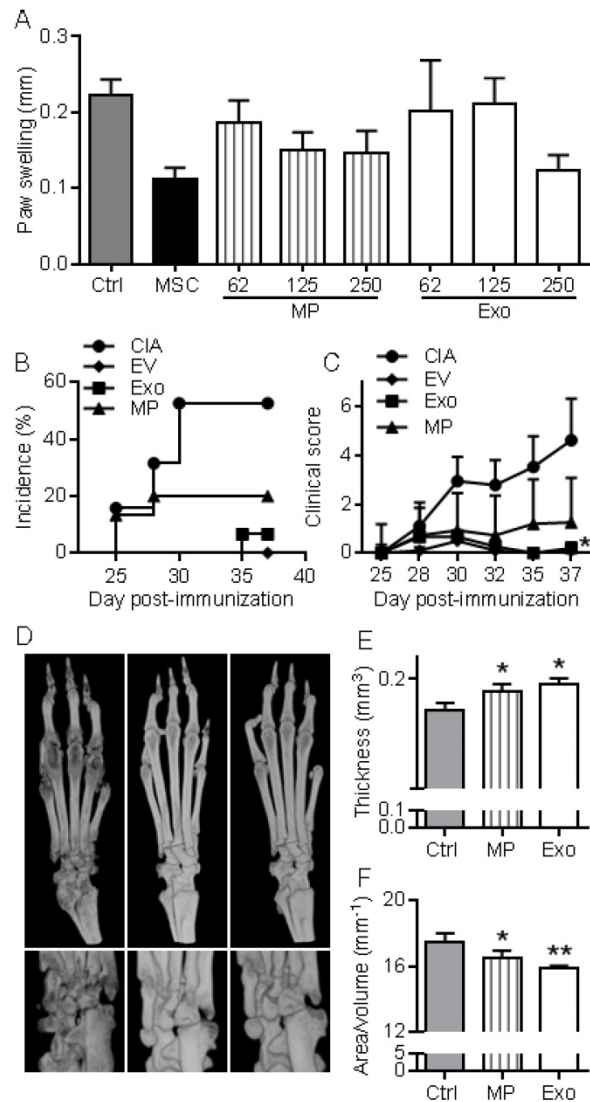 A
Paw swelling (mm)
0.3
0.2
0.1
0.0
Ctrl MSC 62 125 250 62 125 250
MP Exo
B
CIA
EV
Exo
MP
Incidence (%)
60
40
20
0
25 30 35 40
Day post-immunization
C
CIA
EV
Exo
MP
Clinical score
6
4
2
0
*
25 28 30 32 35 37
Day post-immunization
D
E
Thickness (mm³)
0.2
0.1
0.0
* *
Ctrl MP Exo
F
Area/volume (mm⁻¹)
20
16
12
5
0
* **
Ctrl MP Exo